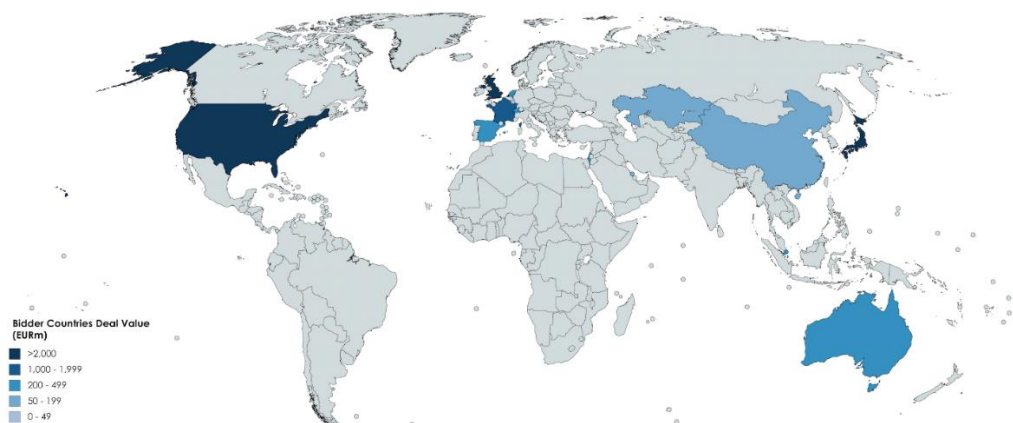 Bidder Countries Deal Value
(EURm)
>2,000
1,000 - 1,999
200 - 499
50 - 199
0 - 49